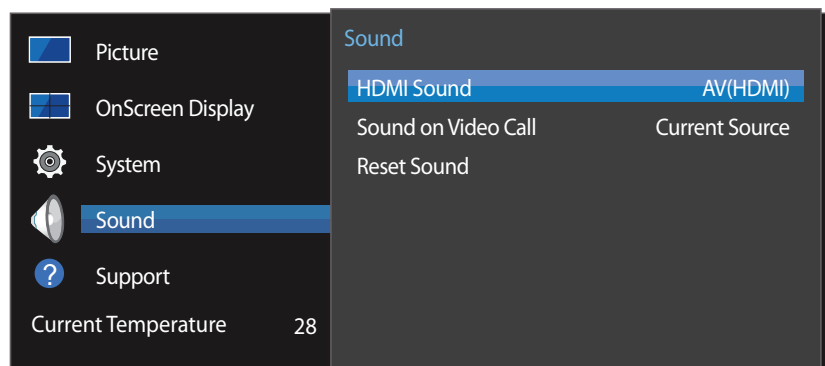 Picture
OnScreen Display
System
Sound
Support
Current Temperature 28
Sound
HDMI Sound AV(HDMI)
Sound on Video Call Current Source
Reset Sound